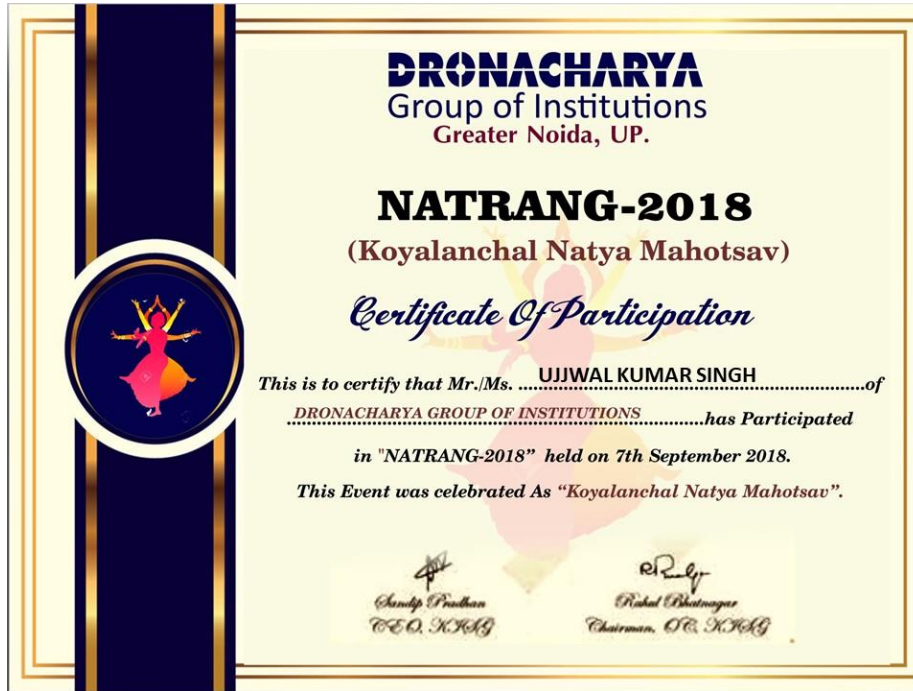 DRONACHARYA
Group of Institutions
Greater Noida, UP.
NATRANG-2018
(Koyalanchal Natya Mahotsav)
Certificate Of Participation
This is to certify that Mr./Ms. ....UJJWAL KUMAR SINGH....................of
DRONACHARYA GROUP OF INSTITUTIONS............has Participated
in "NATRANG-2018” held on 7th September 2018.
This Event was celebrated As “Koyalanchal Natya Mahotsav”.
Sandip Pradhan
CEO, KISG
Rahul Bhatnagar
Chairman, OC, KISG